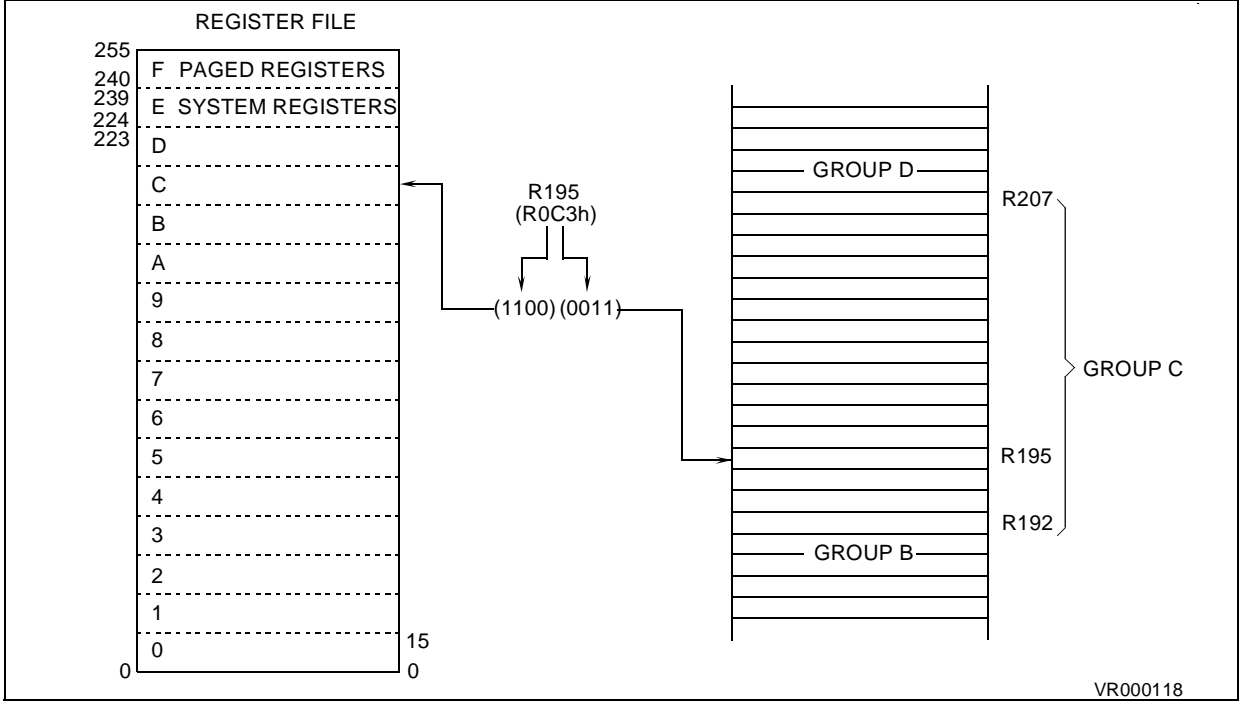 REGISTER FILE
255
240
239
224
223
F PAGED REGISTERS
E SYSTEM REGISTERS
D
C
B
A
9
8
7
6
5
4
3
2
1
0
0
15
0
R195
(R0C3h)
(1100) (0011)
GROUP D
R207
GROUP C
R195
R192
GROUP B
VR000118